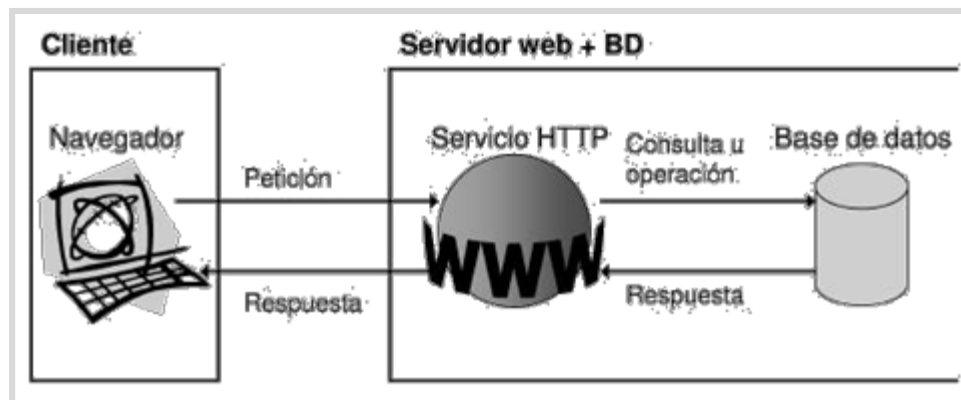 Cliente
Servidor web + BD
Navegador
Servicio HTTP
Base de datos
Petición
Consulta u
operación
WWW
Respuesta
Respuesta